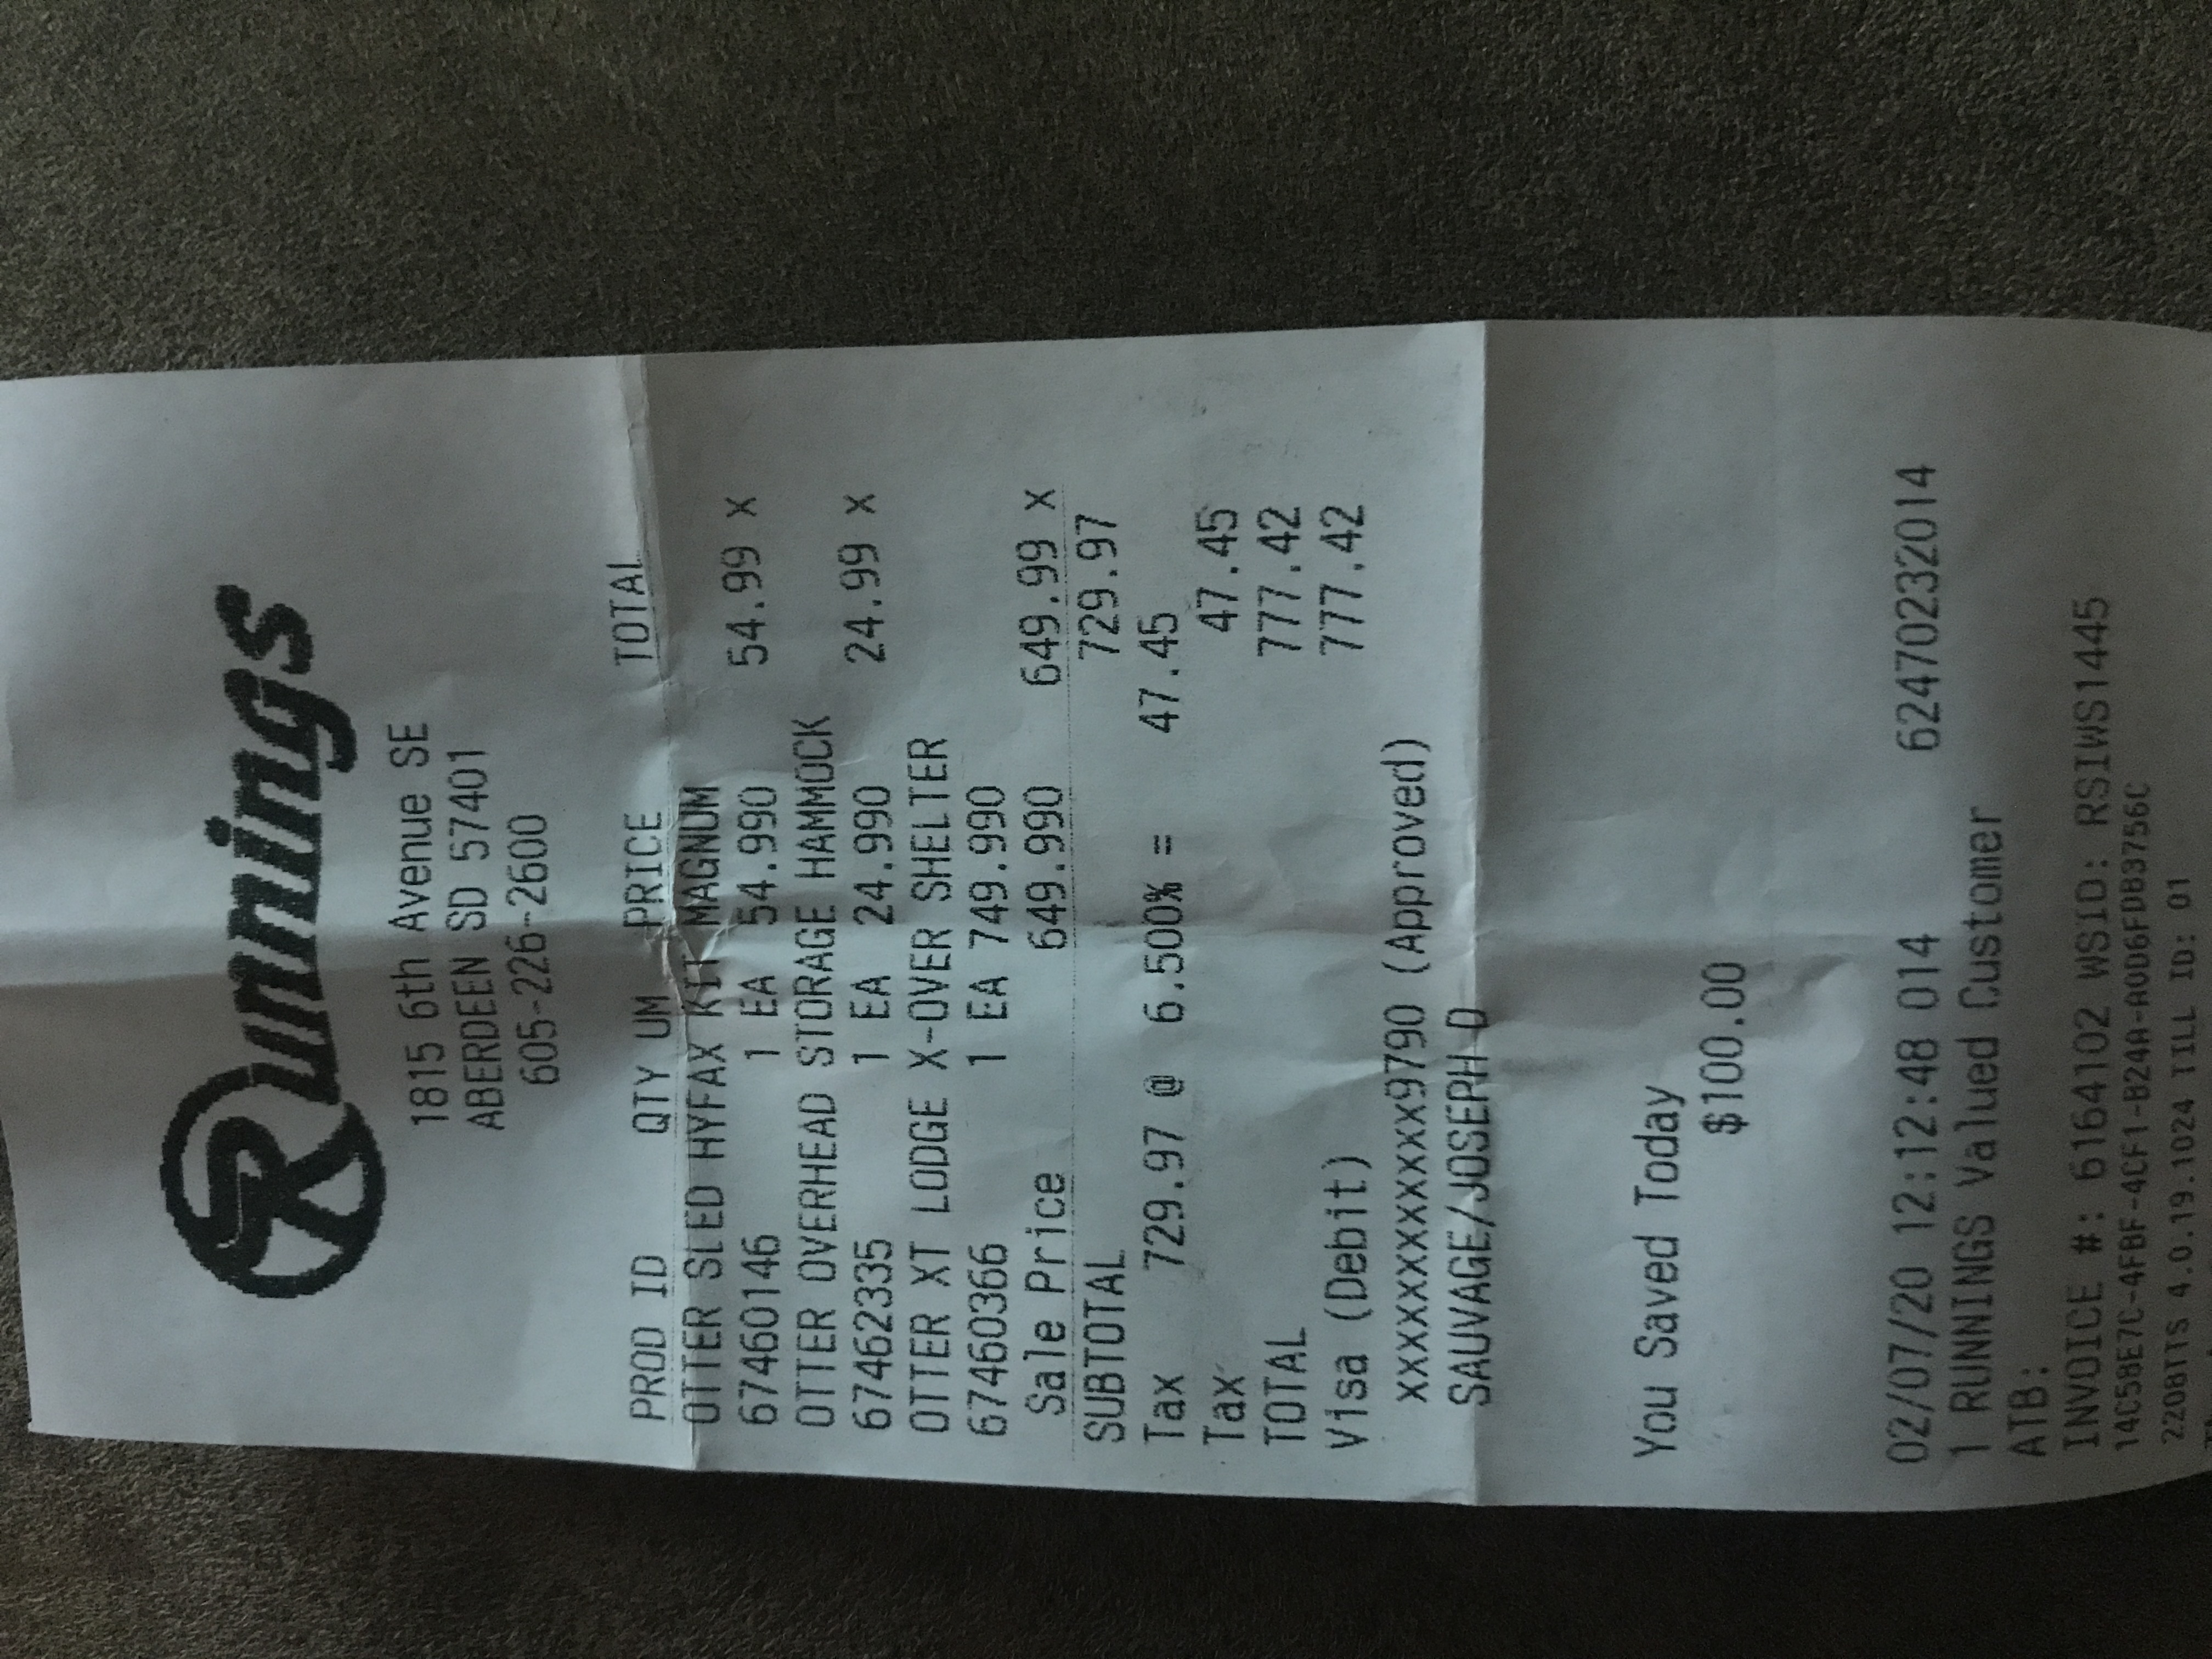 Runnings
1815 6th Avenue SE
ABERDEEN SD 57401
605-226-2600
PROD ID QTY UM PRICE TOTAL
OTTER SLED HYFAX KIT MAGNUM
67460146 1 EA 54.990 54.99 X
OTTER OVERHEAD STORAGE HAMMOCK
67462335 1 EA 24.990 24.99 X
OTTER XT LODGE X-OVER SHELTER
67460366 1 EA 749.990
Sale Price 649.990 649.99 X
SUBTOTAL 729.97
Tax 729.97 @ 6.500% = 47.45
Tax 47.45
TOTAL 777.42
Visa (Debit) 777.42
xxxxxxxxxxxx9790 (Approved)
SAUVAGE/JOSEPH D
You Saved Today
$100.00
02/07/20 12:12:48 014 62470232014
1 RUNNINGS Valued Customer
ATB:
INVOICE #: 6164102 WSID: RSIWS1445
14C58E7C-4FBF-4CF1-B24A-A0D6FDB3756C
220BITS 4.0.19.1024 TILL ID: 01